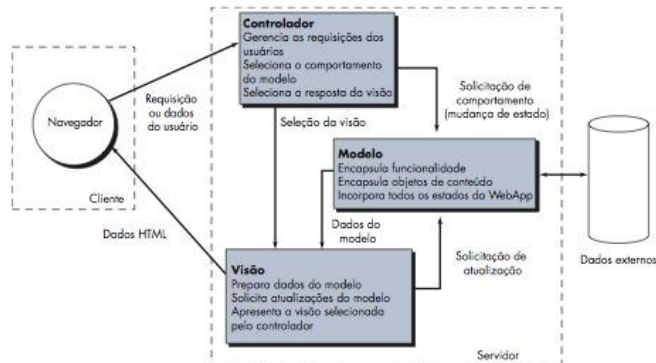 Controlador
Gerencia as requisições dos
usuários
Seleciona o comportamento
do modelo
Seleciona a resposta da visão
Navegador
Requisição
ou dados
do usuário
Cliente
Seleção da visão
Solicitação de
comportamento
(mudança de estado)
Modelo
Encapsula funcionalidade
Encapsula objetos de conteúdo
Incorpora todos os estados do WebApp
Dados HTML
Dados do
modelo
Solicitação de
atualização
Dados externos
Visão
Prepara dados do modelo
Solicita atualizações do modelo
Apresenta a visão selecionada
pelo controlador
Servidor